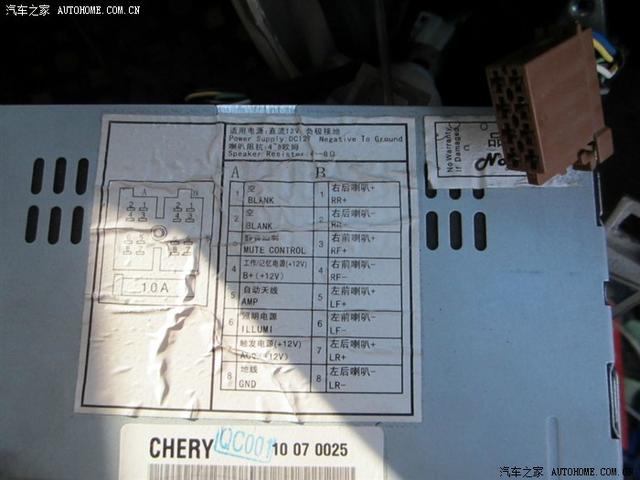 汽车之家 AUTOHOME.COM.CN
适用电源:直流12V 负极接地
Power Supply:DC12V Negative To Ground
喇叭阻抗:4~8欧姆
Speaker Resister:4-8Ω
No Warranty
If Damaged
品
No
A B
A B
1 空 BLANK 1 右后喇叭+ RR+
2 空 BLANK 2 右后喇叭- RR-
MUTE CONTROL 3 右前喇叭+ RF+
4 工作/记忆电源(+12V) B+(+12V) 4 右前喇叭- RF-
5 自动天线 AMP 5 左前喇叭+ LF+
6 照明电源 ILLUMI 6 左前喇叭- LF-
7 触发电源(+12V) ACC(+12V) 7 左后喇叭+ LR+
8 地线 GND 8 左后喇叭- LR-
10A
CHERY QC001 10 07 0025
汽车之家 AUTOHOME.COM.CN